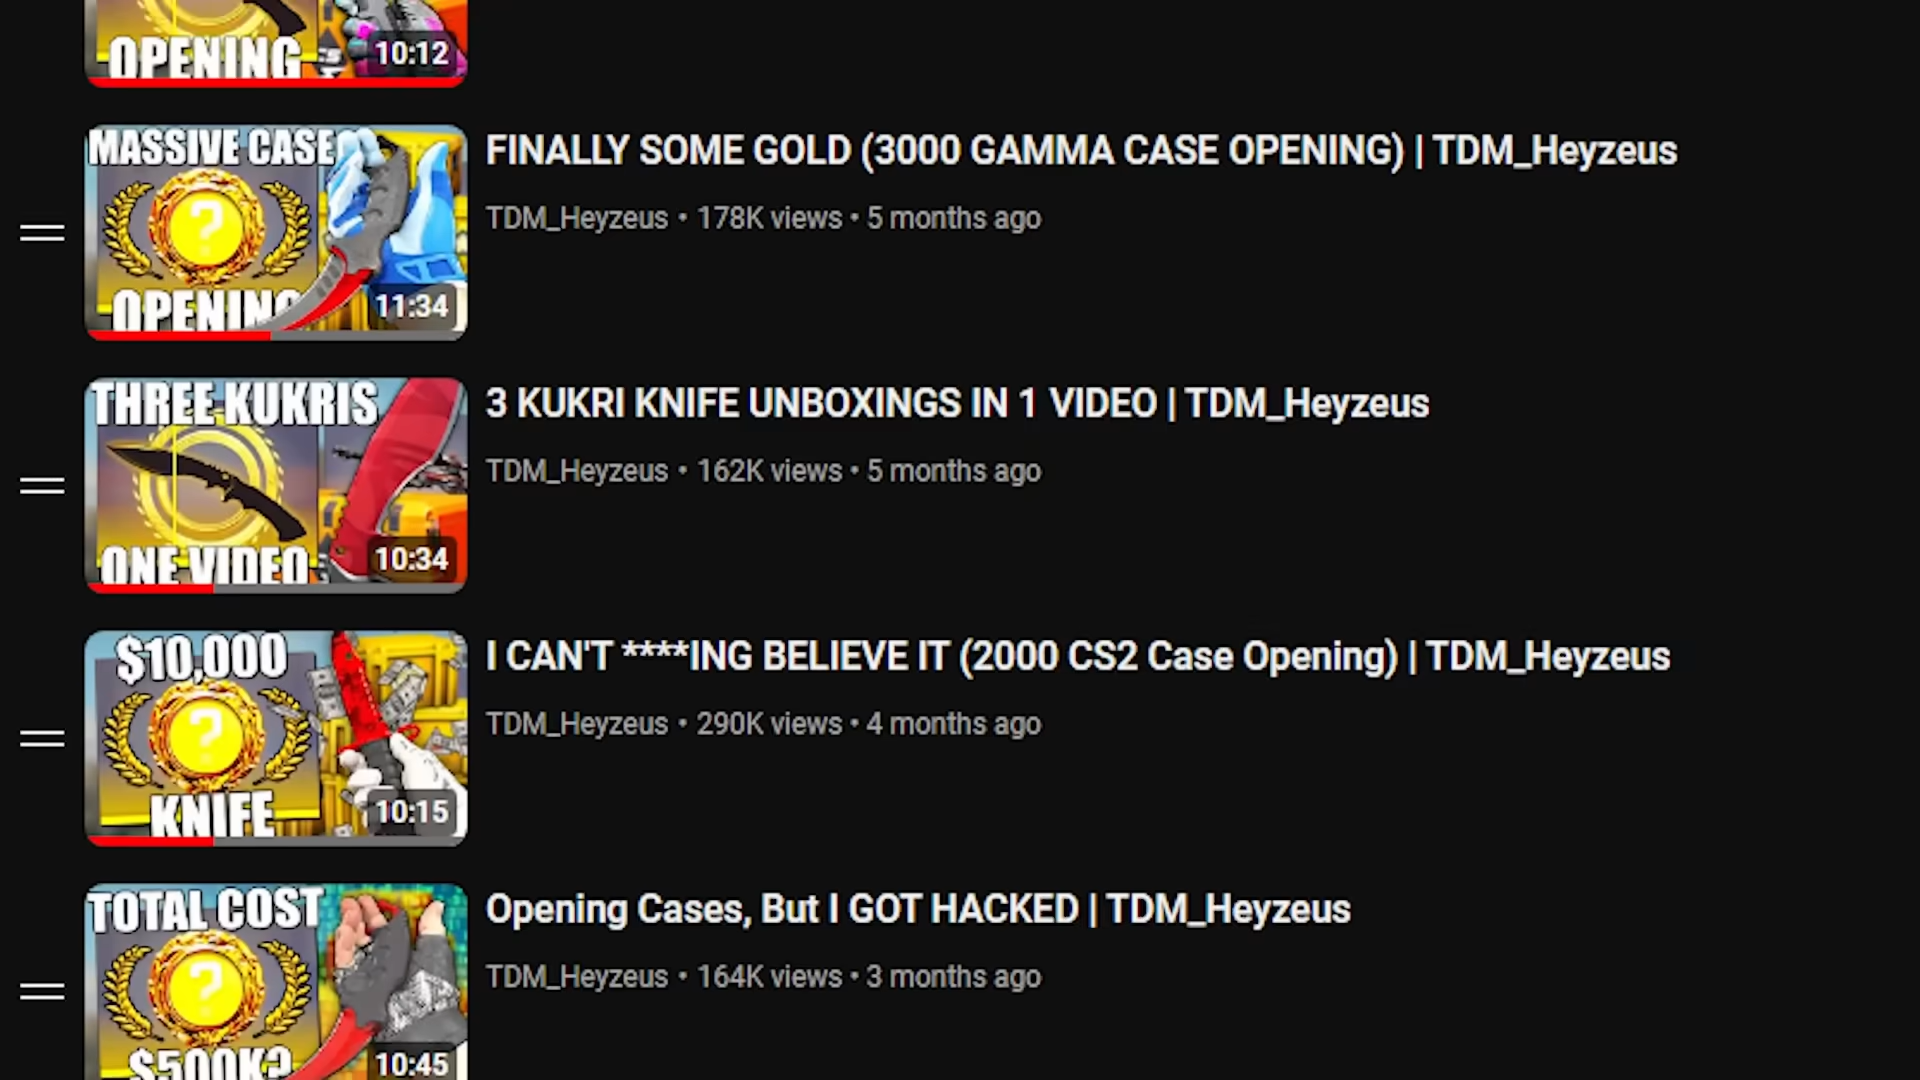 OPENING
10:12
MASSIVE CASE
OPENING
11:34
FINALLY SOME GOLD (3000 GAMMA CASE OPENING) | TDM_Heyzeus
TDM_Heyzeus • 178K views • 5 months ago
THREE KUKRIS
ONE VIDEO
10:34
3 KUKRI KNIFE UNBOXINGS IN 1 VIDEO | TDM_Heyzeus
TDM_Heyzeus • 162K views • 5 months ago
$10,000
KNIFE
10:15
I CAN'T ****ING BELIEVE IT (2000 CS2 Case Opening) | TDM_Heyzeus
TDM_Heyzeus • 290K views • 4 months ago
TOTAL COST
$500K?
10:45
Opening Cases, But I GOT HACKED | TDM_Heyzeus
TDM_Heyzeus • 164K views • 3 months ago